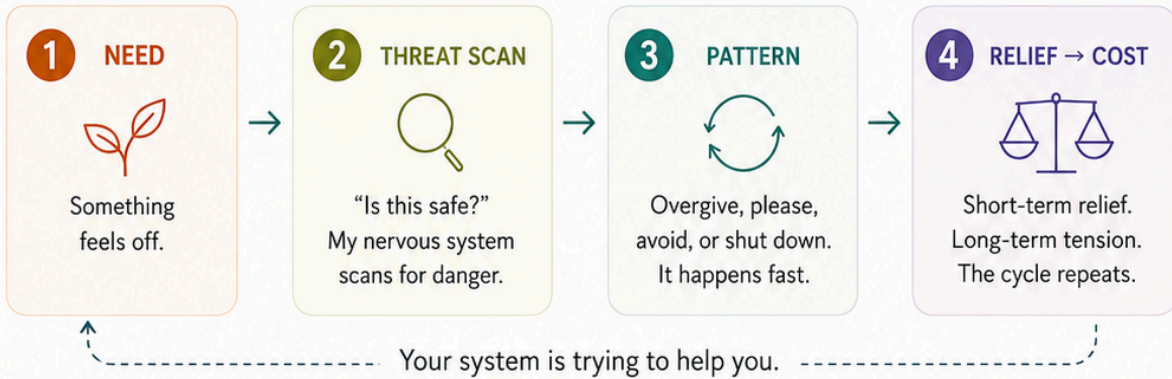 1 NEED
Something
feels off.
2 THREAT SCAN
“Is this safe?”
My nervous system
scans for danger.
3 PATTERN
Overgive, please,
avoid, or shut down.
It happens fast.
4 RELIEF → COST
Short-term relief.
Long-term tension.
The cycle repeats.
Your system is trying to help you.